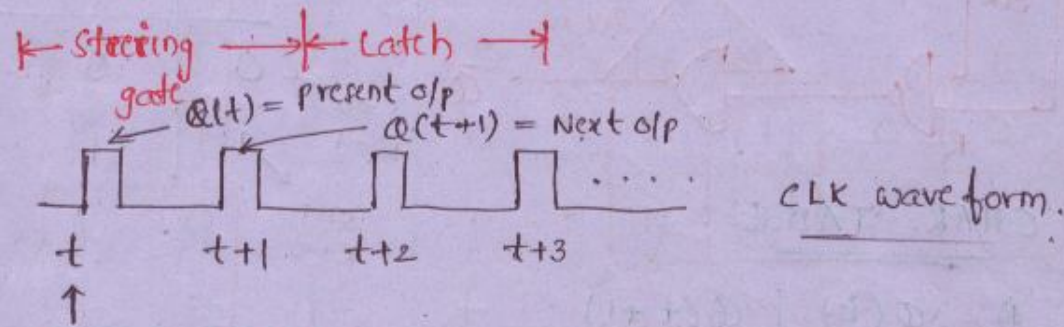 Steering Latch
gate
Q(t) = present o/p
Q(t+1) = Next o/p
....
CLK waveform.
t t+1 t+2 t+3